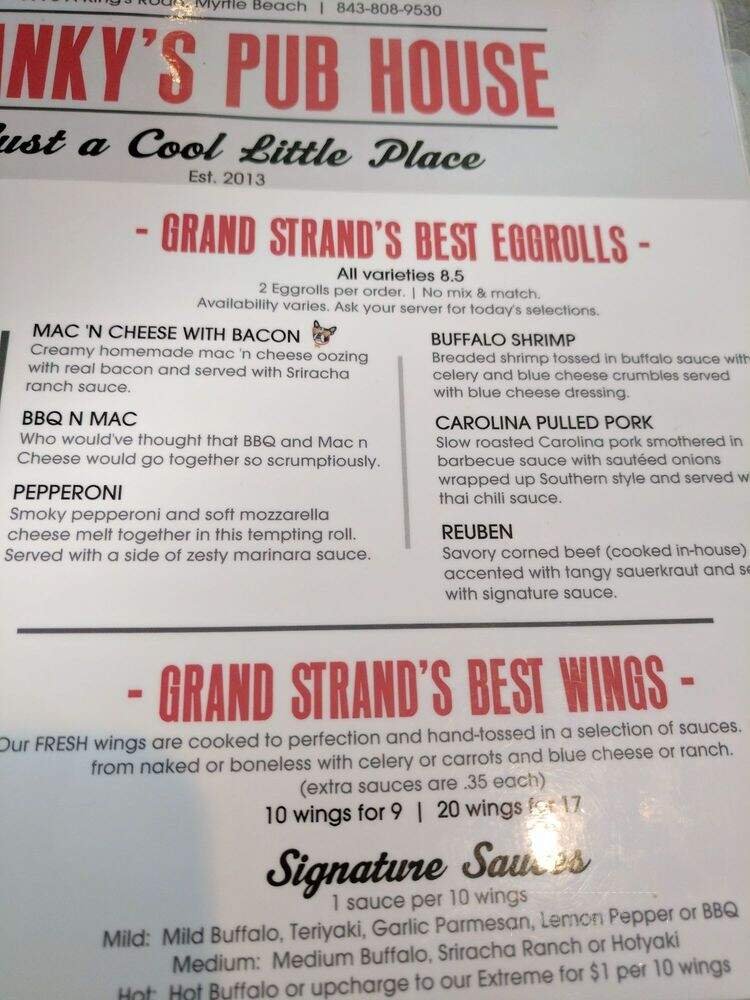 Myrtle Beach | 843-808-9530
NKY'S PUB HOUSE
ust a Cool Little Place
Est. 2013
- GRAND STRAND'S BEST EGGROLLS -
All varieties 8.5
2 Eggrolls per order. | No mix & match.
Availability varies. Ask your server for today's selections.
MAC 'N CHEESE WITH BACON
Creamy homemade mac 'n cheese oozing
with real bacon and served with Sriracha
ranch sauce.
BBQ N MAC
Who would've thought that BBQ and Mac n
Cheese would go together so scrumptiously.
PEPPERONI
Smoky pepperoni and soft mozzarella
cheese melt together in this tempting roll.
Served with a side of zesty marinara sauce.
BUFFALO SHRIMP
Breaded shrimp tossed in buffalo sauce with
celery and blue cheese crumbles served
with blue cheese dressing.
CAROLINA PULLED PORK
Slow roasted Carolina pork smothered in
barbecue sauce with sautéed onions
wrapped up Southern style and served w
thai chili sauce.
REUBEN
Savory corned beef (cooked in-house)
accented with tangy sauerkraut and se
with signature sauce.
- GRAND STRAND'S BEST WINGS -
Our FRESH wings are cooked to perfection and hand-tossed in a selection of sauces.
from naked or boneless with celery or carrots and blue cheese or ranch.
(extra sauces are .35 each)
10 wings for 9 | 20 wings for 17
Signature Sauces
1 sauce per 10 wings
Mild: Mild Buffalo, Teriyaki, Garlic Parmesan, Lemon Pepper or BBQ
Medium: Medium Buffalo, Sriracha Ranch or Hotyaki
Hot: Hot Buffalo or upcharge to our Extreme for $1 per 10 wings